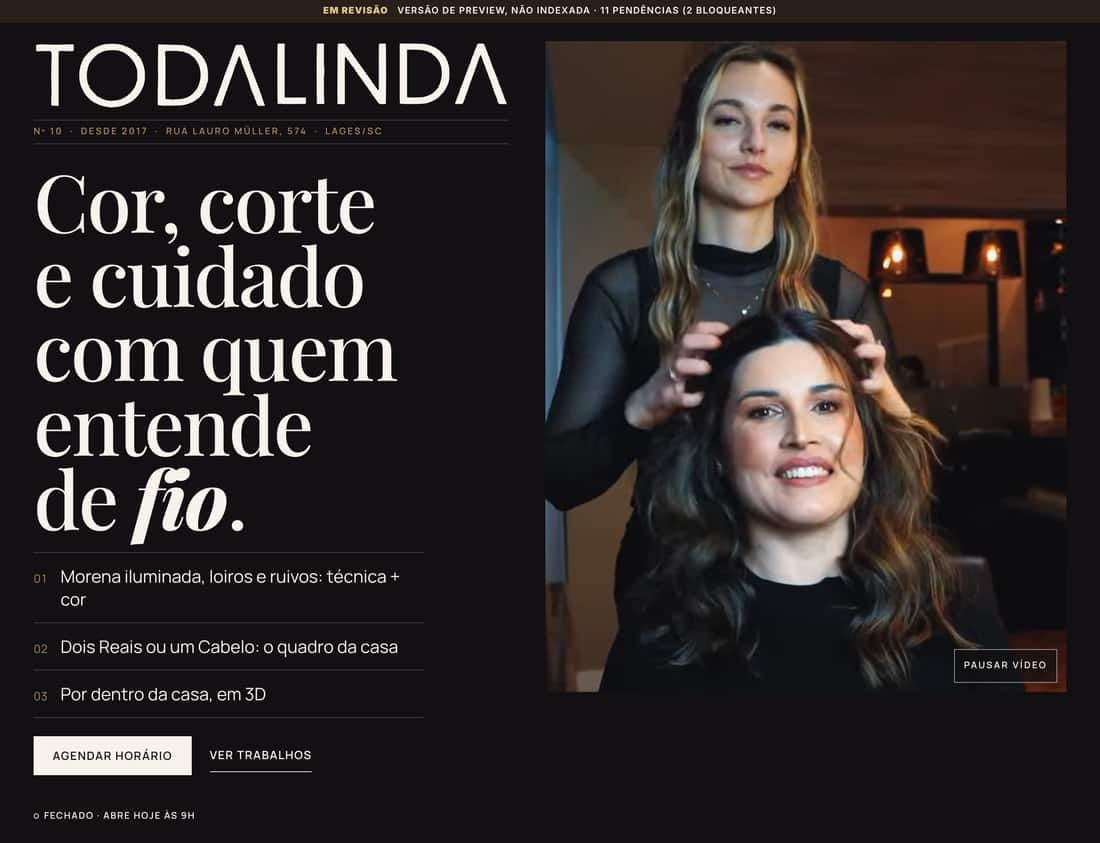 EM REVISÃO VERSÃO DE PREVIEW, NÃO INDEXADA · 11 PENDÊNCIAS (2 BLOQUEANTES)
TODALINDA
Nº 10 · DESDE 2017 · RUA LAURO MÜLLER, 574 · LAGES/SC
Cor, corte
e cuidado
com quem
entende
de fio.
01 Morena iluminada, loiros e ruivos: técnica +
cor
02 Dois Reais ou um Cabelo: o quadro da casa
03 Por dentro da casa, em 3D
PAUSAR VÍDEO
AGENDAR HORÁRIO VER TRABALHOS
FECHADO · ABRE HOJE ÀS 9H